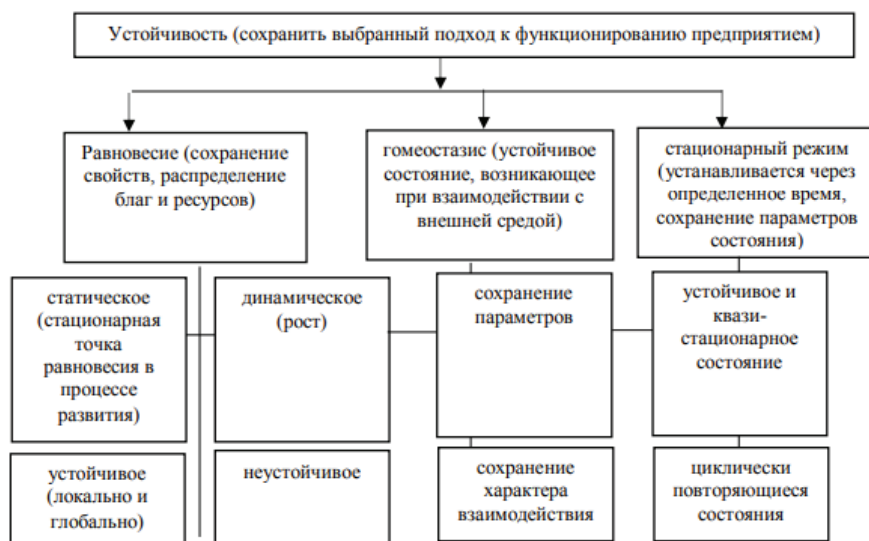 Устойчивость (сохранить выбранный подход к функционированию предприятием)
Равновесие (сохранение
свойств, распределение
благ и ресурсов)
гомеостазис (устойчивое
состояние, возникающее
при взаимодействии с
внешней средой)
стационарный режим
(устанавливается через
определенное время,
сохранение параметров
состояния)
статическое
(стационарная
точка
равновесия в
процессе
развития)
динамическое
(рост)
сохранение
параметров
устойчивое и
квази-
стационарное
состояние
устойчивое
(локально и
глобально)
неустойчивое
сохранение
характера
взаимодействия
циклически
повторяющиеся
состояния